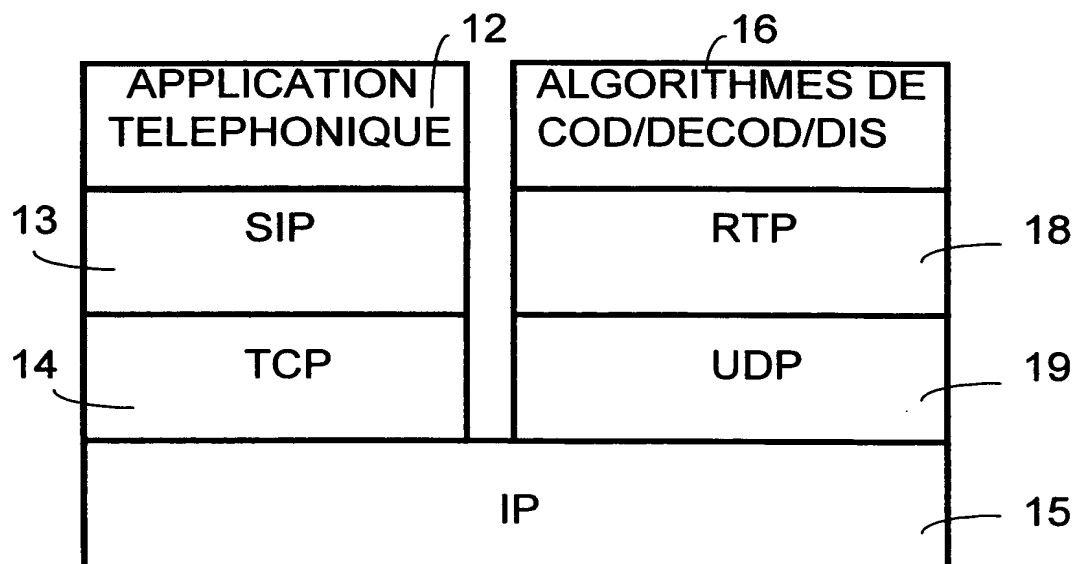 12
16
APPLICATION
TELEPHONIQUE
ALGORITHMES DE
COD/DECOD/DIS
13
SIP
RTP
18
14
TCP
UDP
19
IP
15